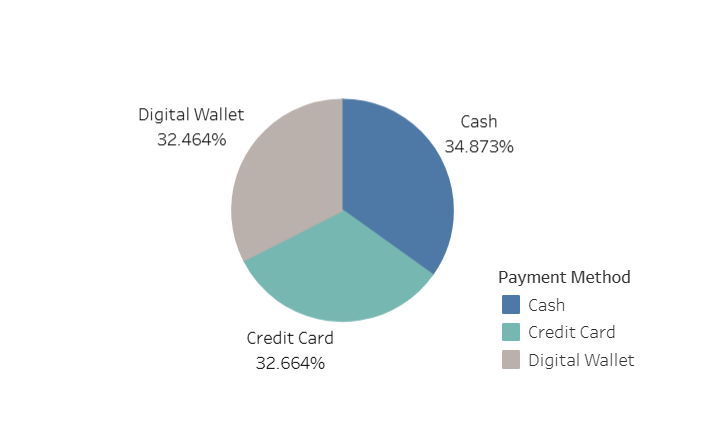 Digital Wallet
32.464%
Cash
34.873%
Credit Card
32.664%
Payment Method
Cash
Credit Card
Digital Wallet